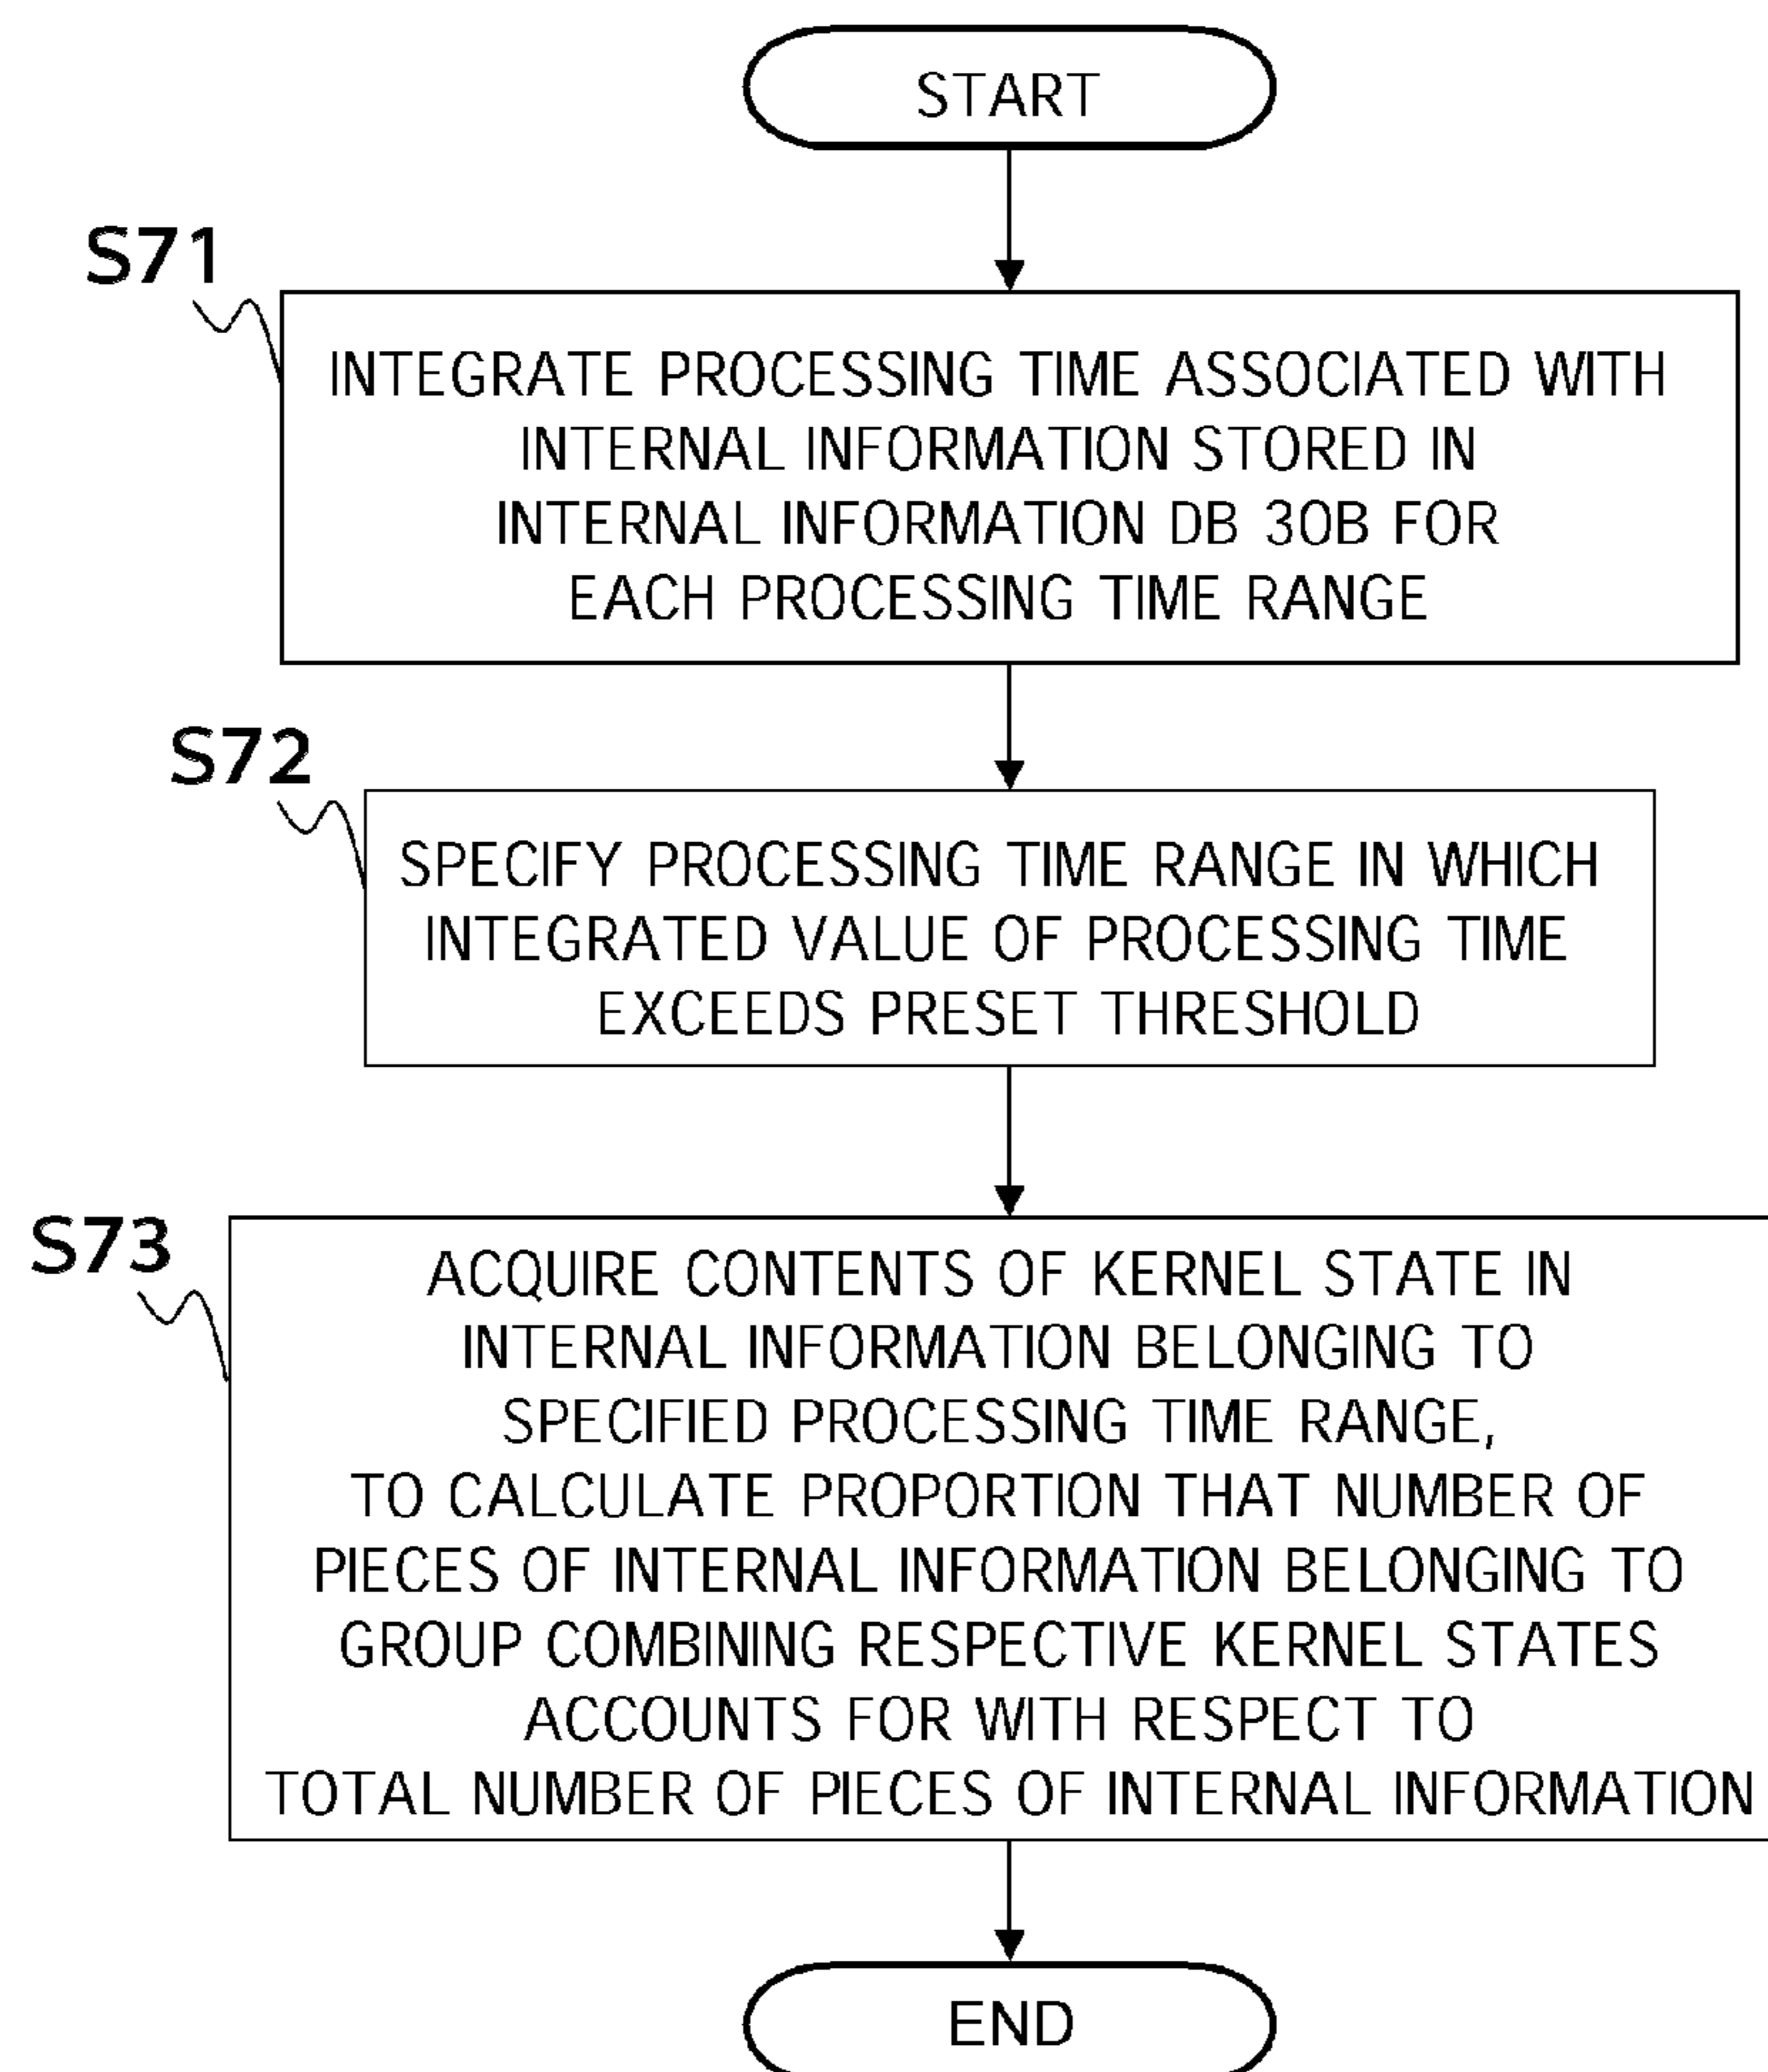 START
S71
INTEGRATE PROCESSING TIME ASSOCIATED WITH
INTERNAL INFORMATION STORED IN
INTERNAL INFORMATION DB 30B FOR
EACH PROCESSING TIME RANGE
S72
SPECIFY PROCESSING TIME RANGE IN WHICH
INTEGRATED VALUE OF PROCESSING TIME
EXCEEDS PRESET THRESHOLD
S73
ACQUIRE CONTENTS OF KERNEL STATE IN
INTERNAL INFORMATION BELONGING TO
SPECIFIED PROCESSING TIME RANGE,
TO CALCULATE PROPORTION THAT NUMBER OF
PIECES OF INTERNAL INFORMATION BELONGING TO
GROUP COMBINING RESPECTIVE KERNEL STATES
ACCOUNTS FOR WITH RESPECT TO
TOTAL NUMBER OF PIECES OF INTERNAL INFORMATION
END